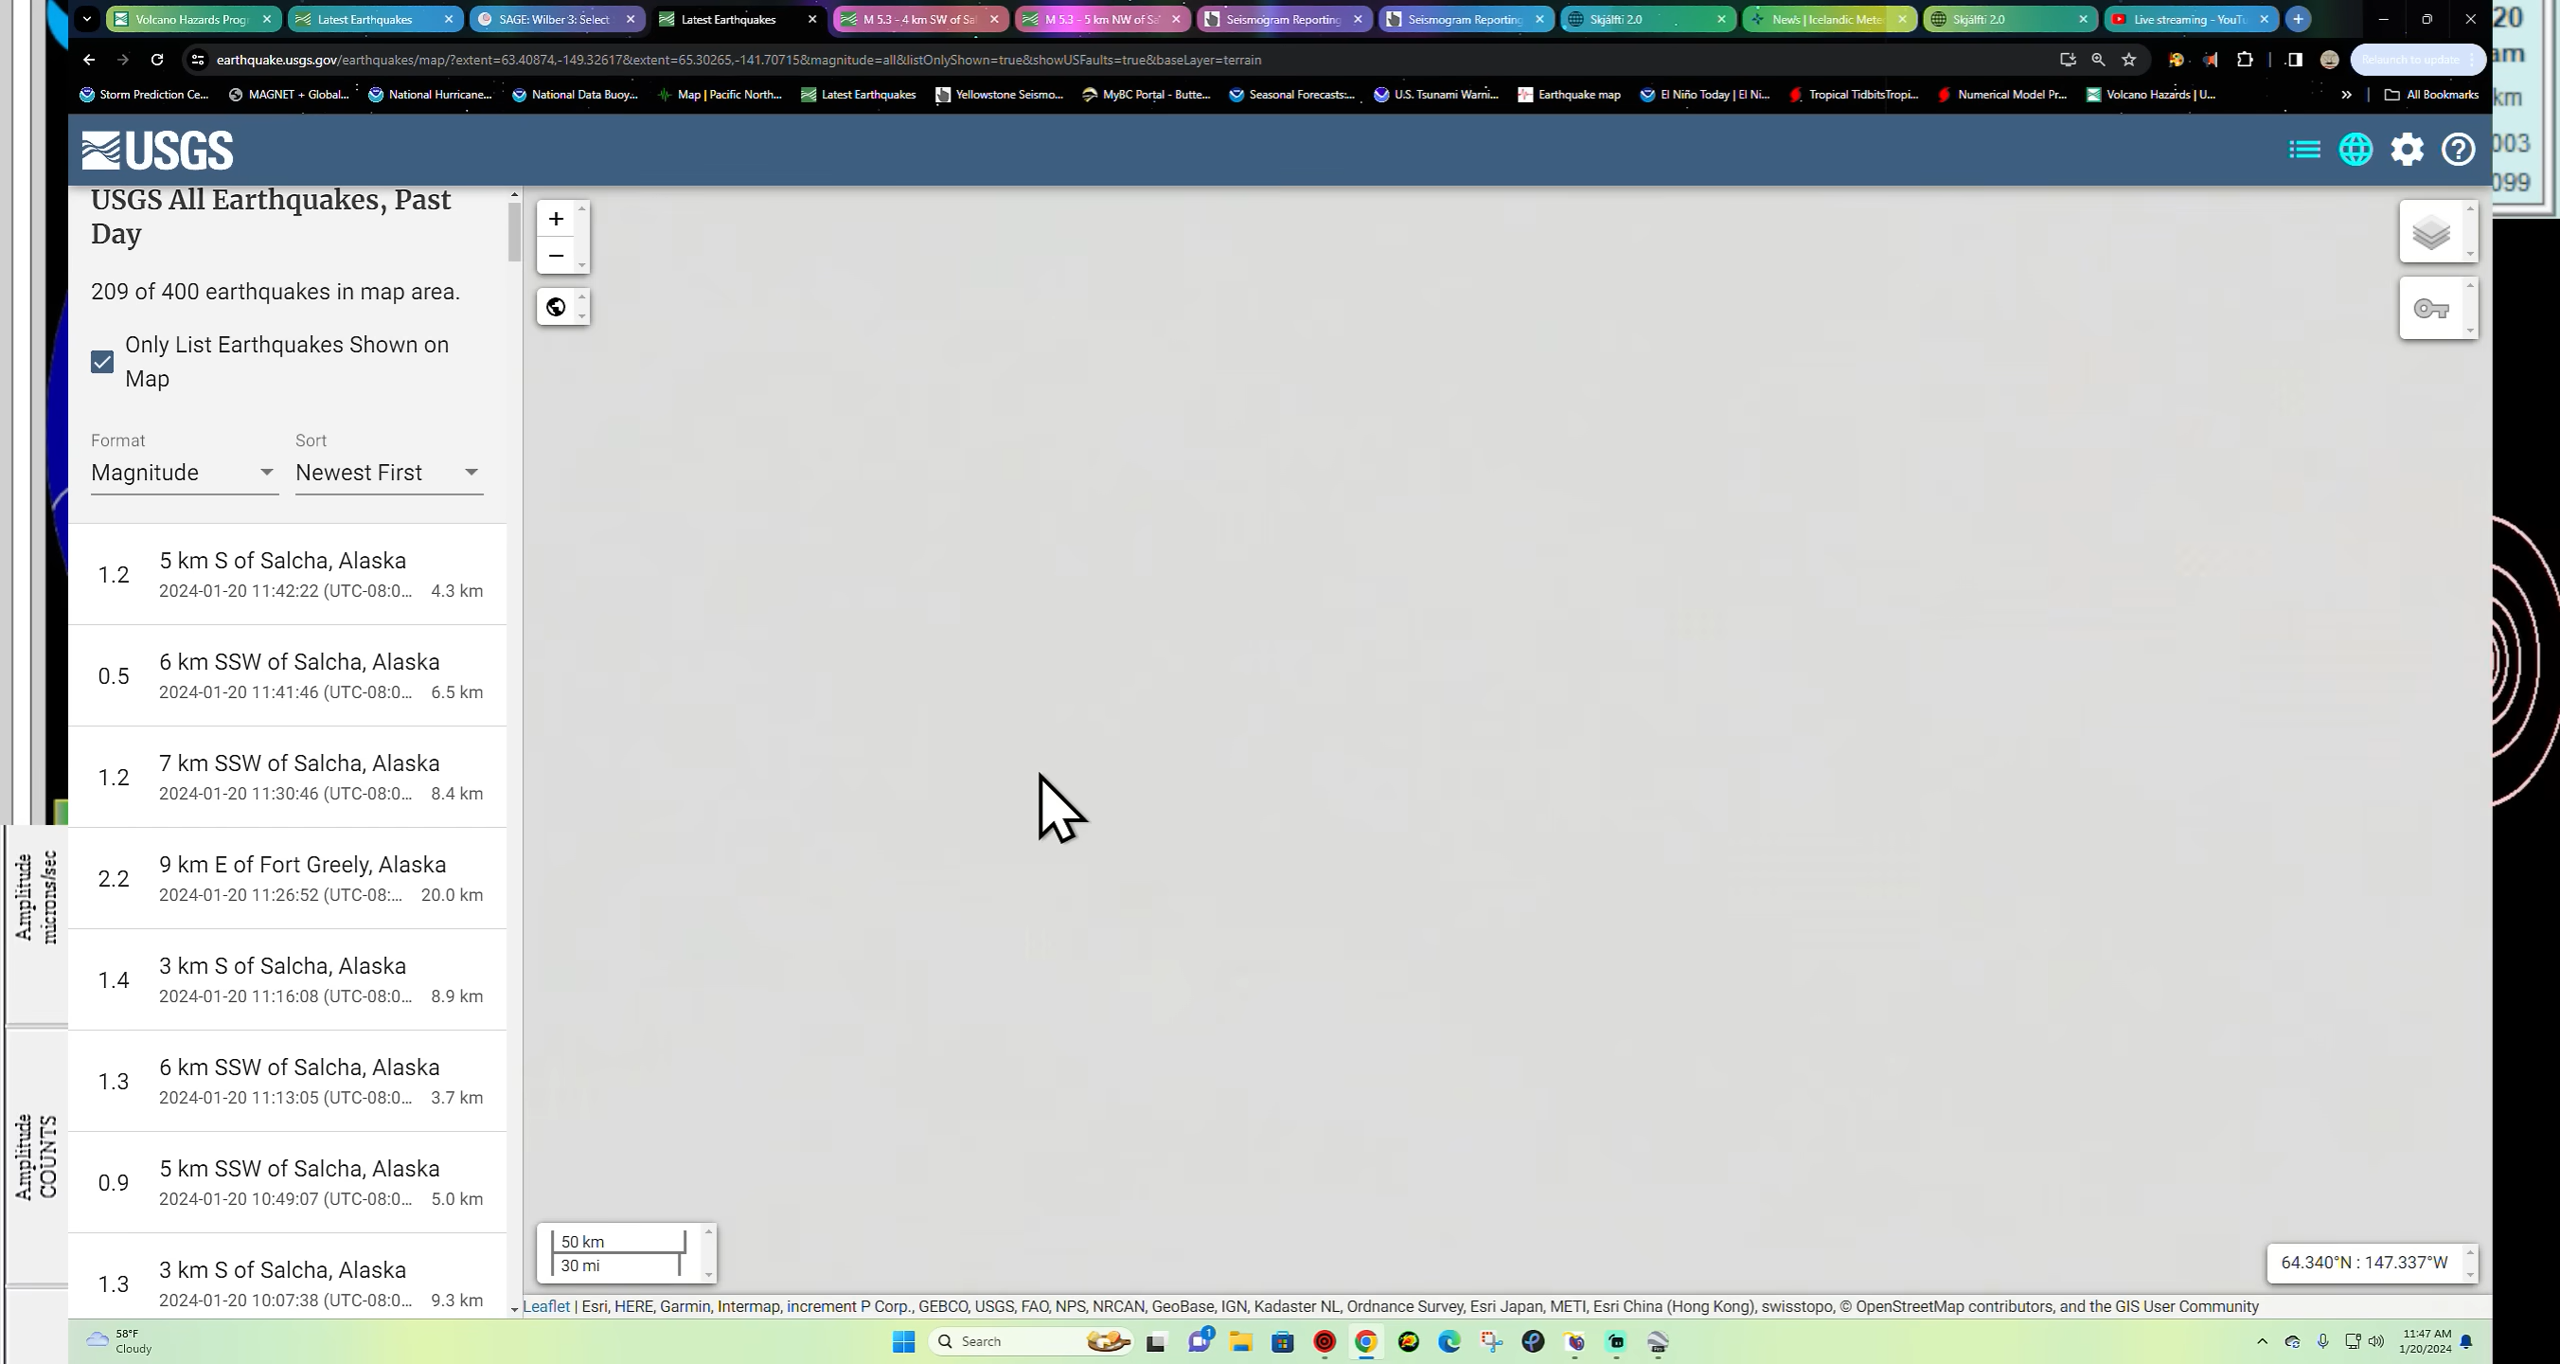 Volcano Hazards Progr
Latest Earthquakes
SAGE: Wilber 3: Select
Latest Earthquakes
M 5.3 - 4 km SW of Sal
M 5.3 - 5 km NW of Sa
Seismogram Reporting
Seismogram Reporting
Skjálfti 2.0
News | Icelandic Mete
Skjálfti 2.0
Live streaming - YouTu
earthquake.usgs.gov/earthquakes/map/?extent=63.40874,-149.32617&extent=65.30265,-141.70715&magnitude=all&listOnlyShown=true&showUSFaults=true&baseLayer=terrain
Relaunch to update
Storm Prediction Ce...
MAGNET + Global...
National Hurricane...
National Data Buoy...
Map | Pacific North...
Latest Earthquakes
Yellowstone Seismo...
MyBC Portal - Butte...
Seasonal Forecasts:...
U.S. Tsunami Warni...
Earthquake map
El Niño Today | El Ni...
Tropical TidbitsTropi...
Numerical Model Pr...
Volcano Hazards | U...
»
All Bookmarks
20
am
km
003
099
USGS
USGS All Earthquakes, Past
Day
209 of 400 earthquakes in map area.
Only List Earthquakes Shown on
Map
Format
Sort
Magnitude
Newest First
1.2
5 km S of Salcha, Alaska
2024-01-20 11:42:22 (UTC-08:0... 4.3 km
0.5
6 km SSW of Salcha, Alaska
2024-01-20 11:41:46 (UTC-08:0... 6.5 km
1.2
7 km SSW of Salcha, Alaska
2024-01-20 11:30:46 (UTC-08:0... 8.4 km
2.2
9 km E of Fort Greely, Alaska
2024-01-20 11:26:52 (UTC-08:... 20.0 km
1.4
3 km S of Salcha, Alaska
2024-01-20 11:16:08 (UTC-08:0... 8.9 km
1.3
6 km SSW of Salcha, Alaska
2024-01-20 11:13:05 (UTC-08:0... 3.7 km
0.9
5 km SSW of Salcha, Alaska
2024-01-20 10:49:07 (UTC-08:0... 5.0 km
1.3
3 km S of Salcha, Alaska
2024-01-20 10:07:38 (UTC-08:0... 9.3 km
Amplitude
microns/sec
Amplitude
COUNTS
+
−
50 km
30 mi
64.340°N : 147.337°W
Leaflet | Esri, HERE, Garmin, Intermap, increment P Corp., GEBCO, USGS, FAO, NPS, NRCAN, GeoBase, IGN, Kadaster NL, Ordnance Survey, Esri Japan, METI, Esri China (Hong Kong), swisstopo, © OpenStreetMap contributors, and the GIS User Community
58°F
Cloudy
Search
1
11:47 AM
1/20/2024